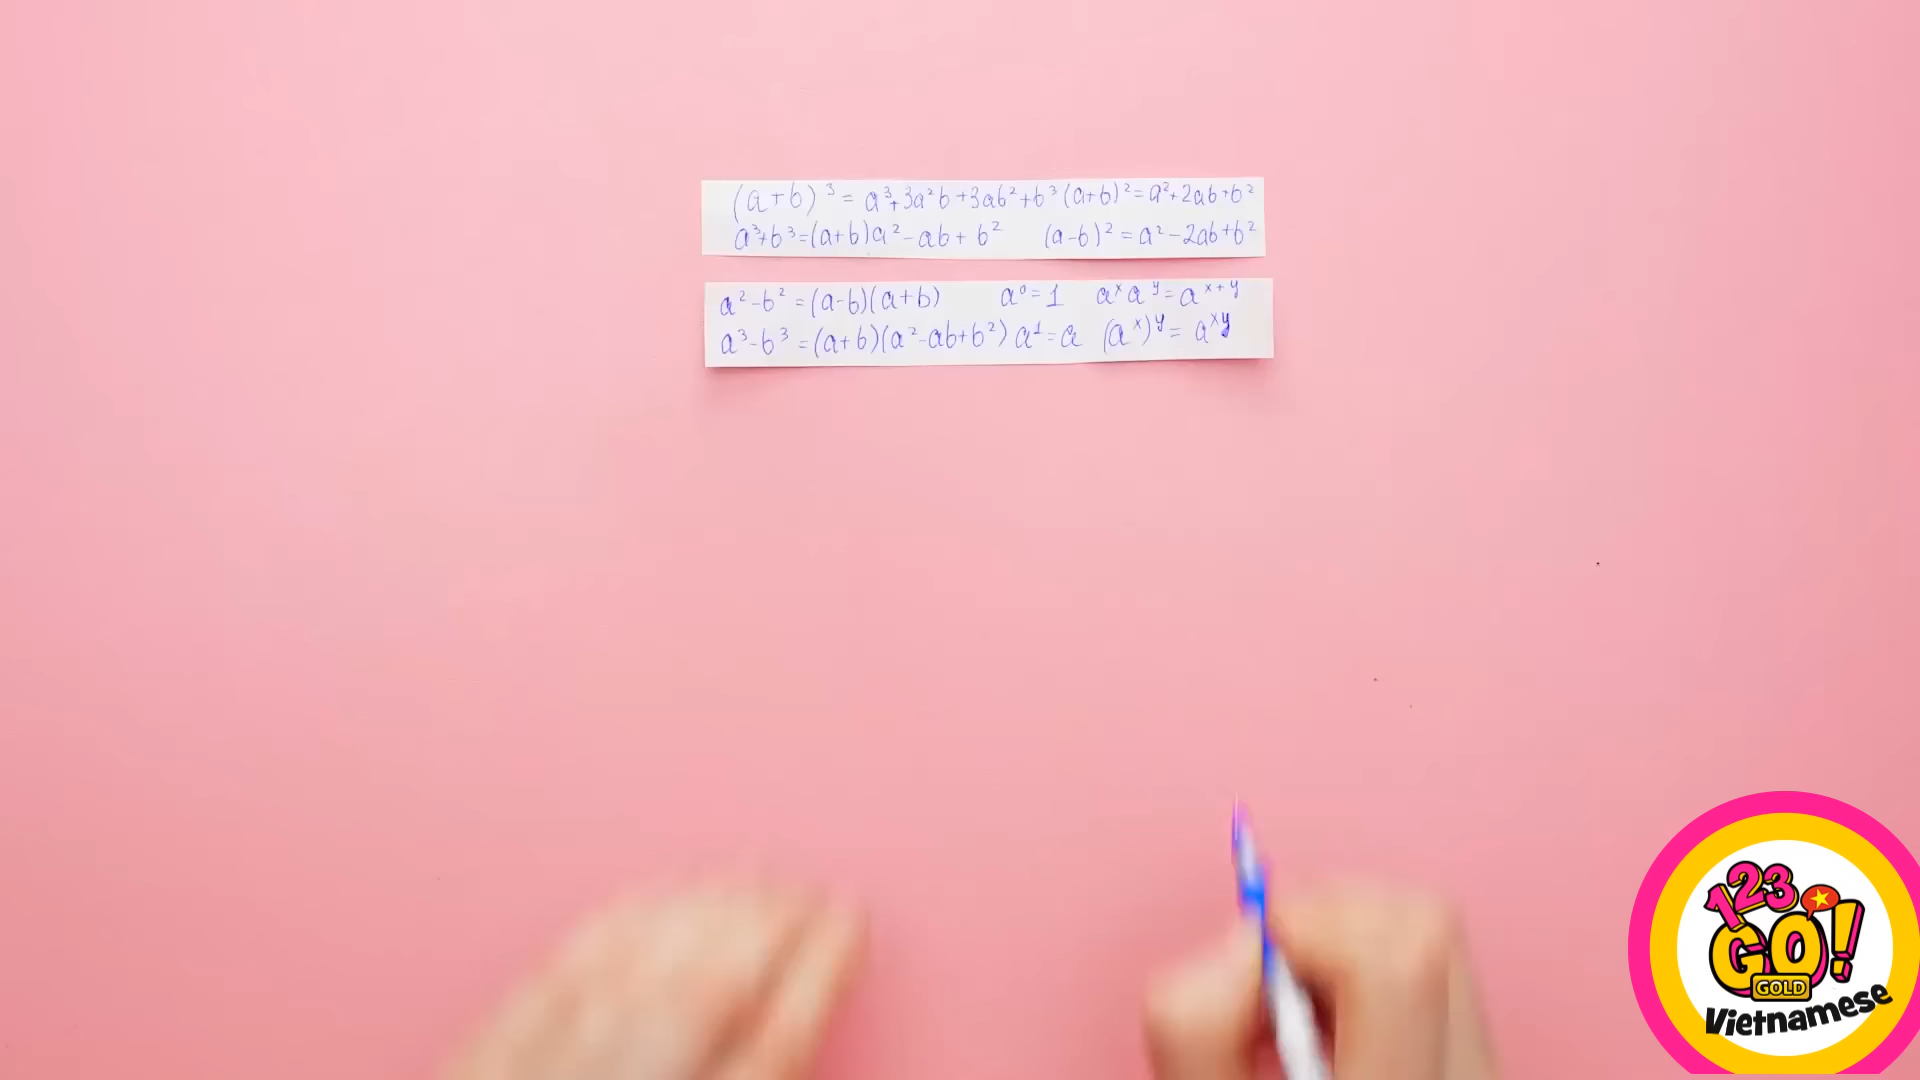 (a+b)³ = a³+3a²b+3ab²+b³ (a+b)²=a²+2ab+b²
a³+b³=(a+b)a²-ab+b² (a-b)²=a²-2ab+b²
a²-b²=(a-b)(a+b) a⁰=1 aˣaʸ=aˣ⁺ʸ
a³-b³=(a+b)(a²-ab+b²) a¹=a (aˣ)ʸ=aˣʸ
123
GO!
GOLD
Vietnamese